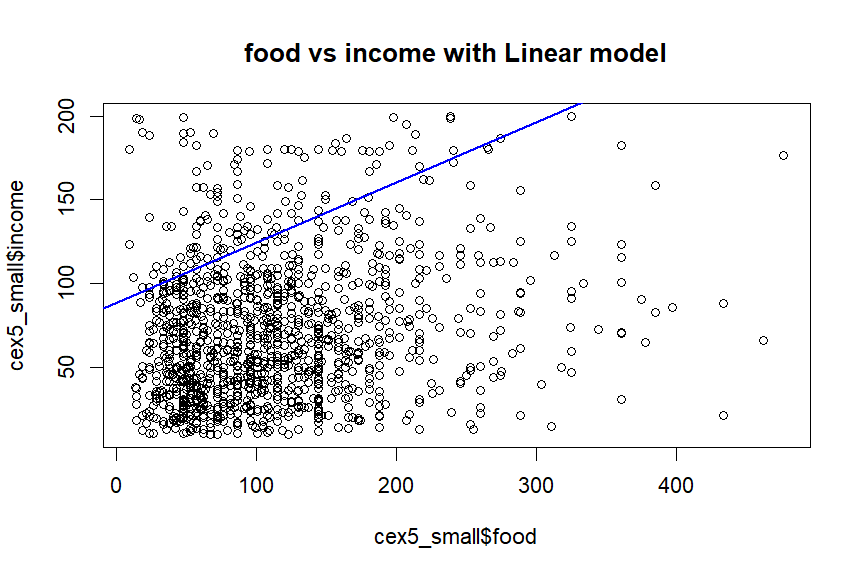 food vs income with Linear model
200
150
100
50
cex5_small$income
0 100 200 300 400
cex5_small$food